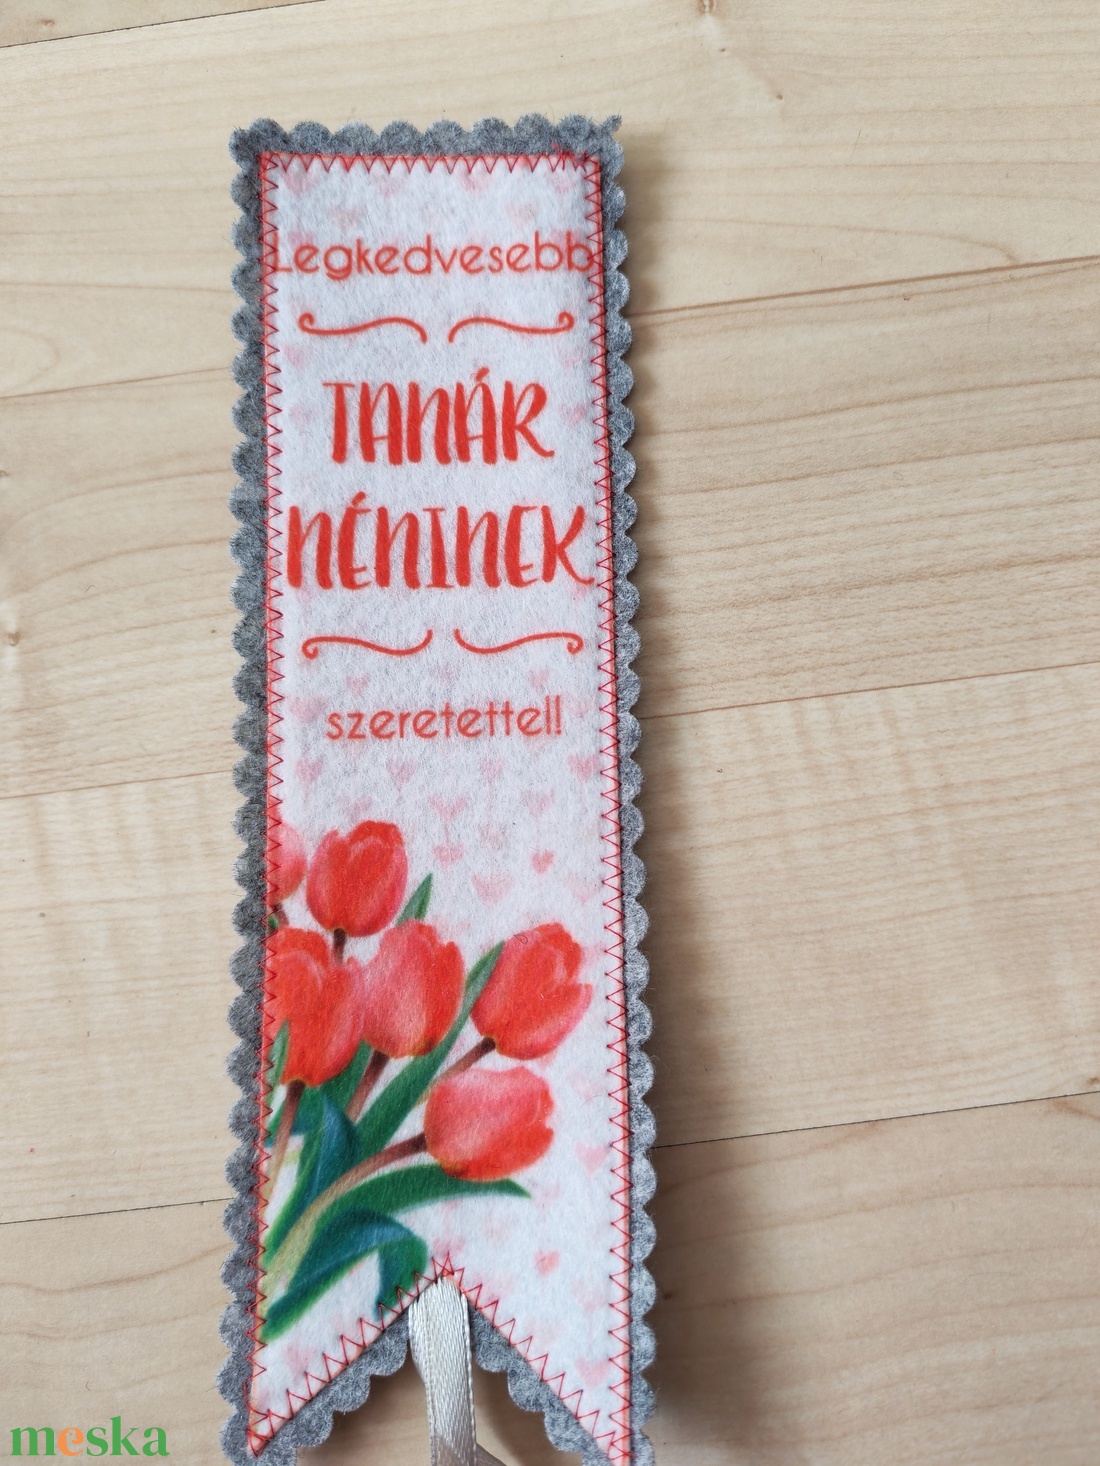 Legkedvesebb
TANÁR
NÉNINEK
szeretettel!
meska